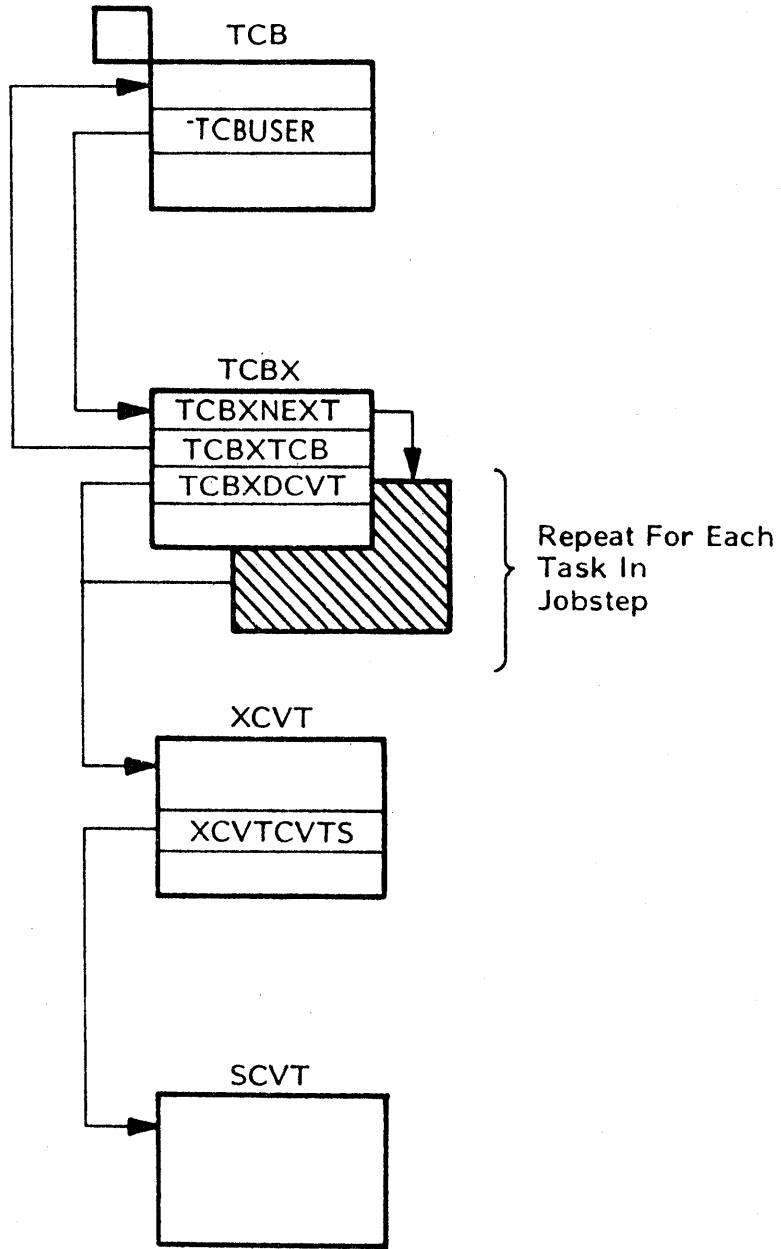 TCB
TCBUSER
TCBX
TCBXNEXT
TCBXTCB
TCBXDCVT
Repeat For Each
Task In
Jobstep
XCVT
XCVTCVTS
SCVT